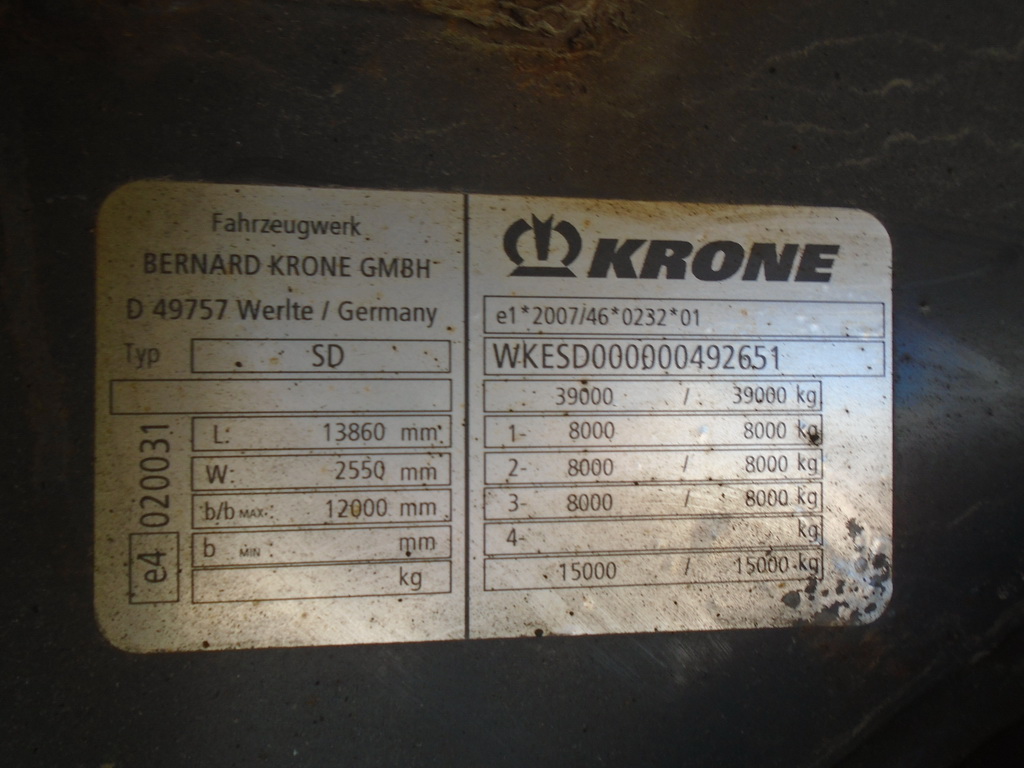 Fahrzeugwerk
BERNARD KRONE GMBH
D 49757 Werlte / Germany
Typ SD
L: 13860 mm
W: 2550 mm
b/b MAX.: 12000 mm
b MIN : mm
kg
e4 020031
KRONE
e1*2007/46*0232*01
WKESD000000492651
39000 / 39000 kg
1- 8000 8000 kg
2- 8000 / 8000 kg
3- 8000 / 8000 kg
4- kg
15000 / 15000 kg